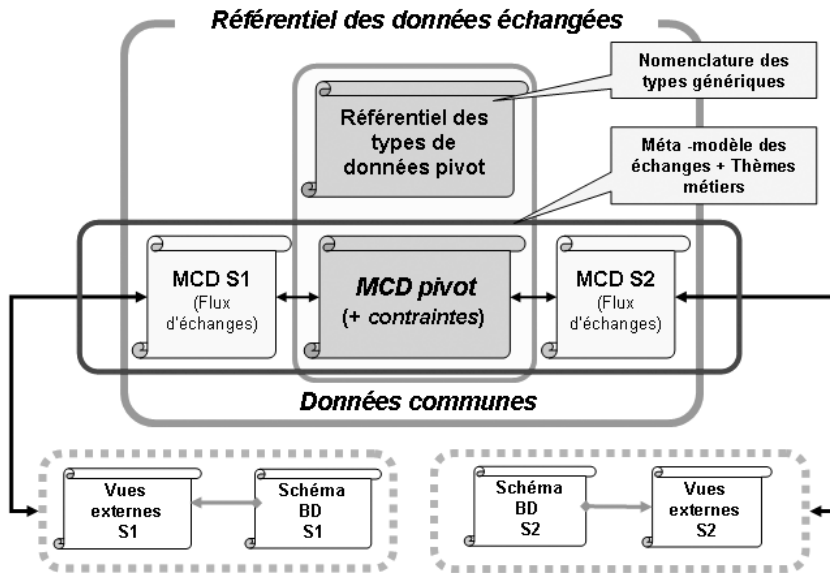 Référentiel des données échangées
Nomenclature des
types génériques
Référentiel des
types de
données pivot
Méta -modèle des
échanges + Thèmes
métiers
MCD S1
(Flux
d'échanges)
MCD pivot
(+ contraintes)
MCD S2
(Flux
d'échanges)
Données communes
Vues
externes
S1
Schéma
BD
S1
Schéma
BD
S2
Vues
externes
S2